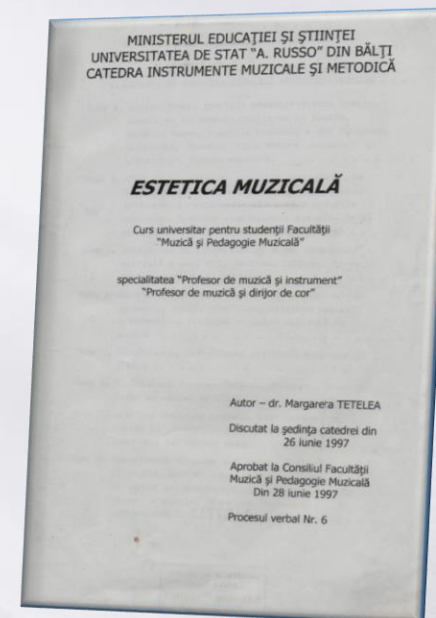 MINISTERUL EDUCAŢIEI ŞI ŞTIINŢEI
UNIVERSITATEA DE STAT "A. RUSSO" DIN BĂLŢI
CATEDRA INSTRUMENTE MUZICALE ŞI METODICĂ
ESTETICA MUZICALĂ
Curs universitar pentru studenţii Facultăţii
"Muzică şi Pedagogie Muzicală"
specialitatea "Profesor de muzică şi instrument"
"Profesor de muzică şi dirijor de cor"
Autor – dr. Margareta TETELEA
Discutat la şedinţa catedrei din
26 iunie 1997
Aprobat la Consiliul Facultăţii
Muzică şi Pedagogie Muzicală
Din 28 iunie 1997
Procesul verbal Nr. 6